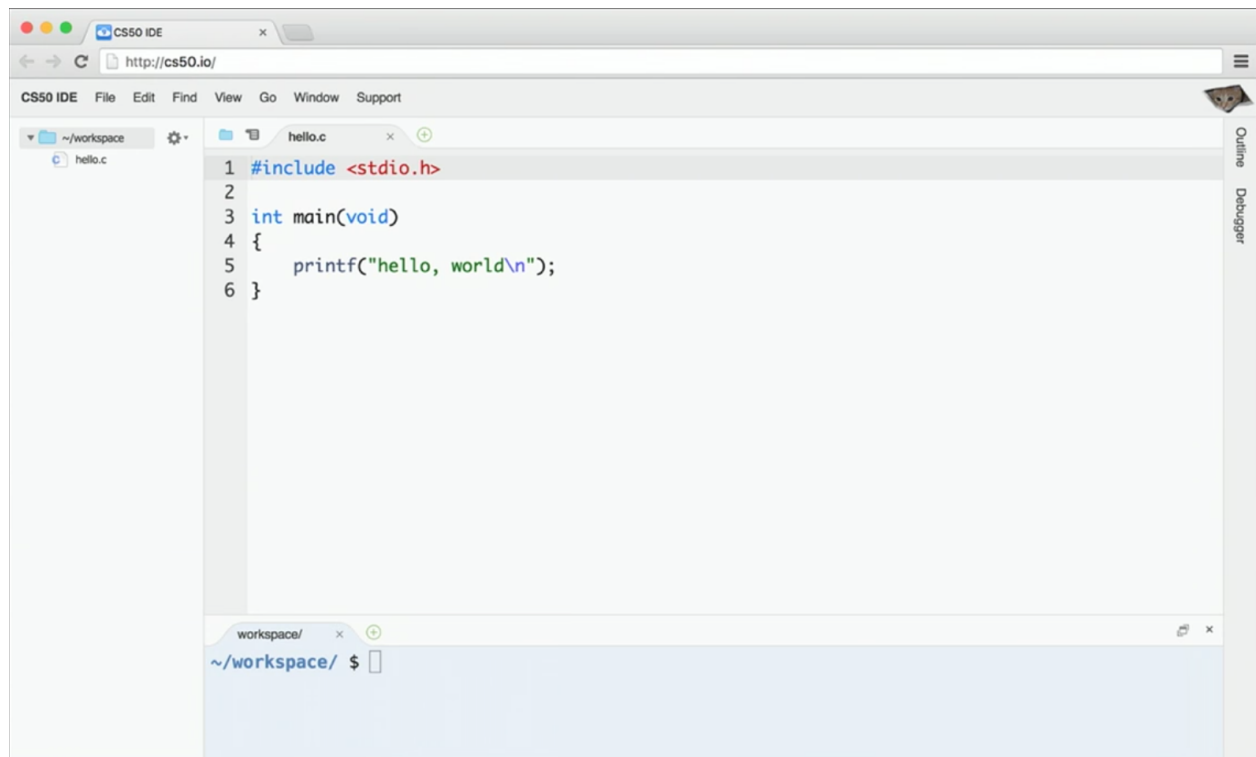 CS50 IDE
http://cs50.io/
CS50 IDE File Edit Find View Go Window Support
~/workspace
hello.c
hello.c
1 #include <stdio.h>
2
3 int main(void)
4 {
5     printf("hello, world\n");
6 }
Outline
Debugger
workspace/
~/workspace/ $